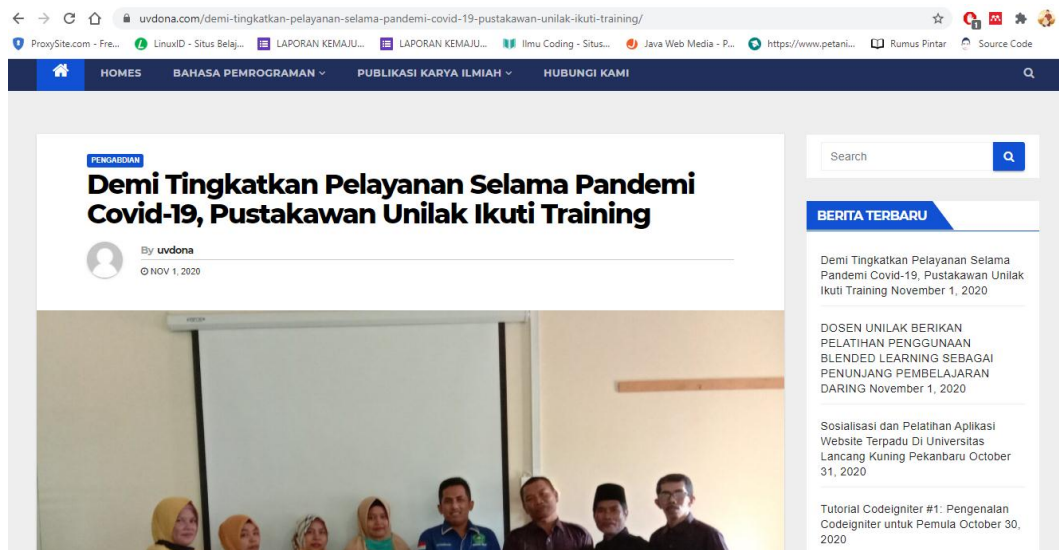 uvdona.com/demi-tingkatkan-pelayanan-selama-pandemi-covid-19-pustakawan-unilak-ikuti-training/
ProxySite.com - Fre...
LinuxID - Situs Belaj...
LAPORAN KEMAJU...
LAPORAN KEMAJU...
Ilmu Coding - Situs...
Java Web Media - P...
https://www.petani...
Rumus Pintar
Source Code
HOMES
BAHASA PEMROGRAMAN
PUBLIKASI KARYA ILMIAH
HUBUNGI KAMI
PENGABDIAN
Demi Tingkatkan Pelayanan Selama Pandemi
Covid-19, Pustakawan Unilak Ikuti Training
By uvdona
NOV 1, 2020
Search
BERITA TERBARU
Demi Tingkatkan Pelayanan Selama
Pandemi Covid-19, Pustakawan Unilak
Ikuti Training November 1, 2020
DOSEN UNILAK BERIKAN
PELATIHAN PENGGUNAAN
BLENDED LEARNING SEBAGAI
PENUNJANG PEMBELAJARAN
DARING November 1, 2020
Sosialisasi dan Pelatihan Aplikasi
Website Terpadu Di Universitas
Lancang Kuning Pekanbaru October
31, 2020
Tutorial Codeigniter #1: Pengenalan
Codeigniter untuk Pemula October 30,
2020